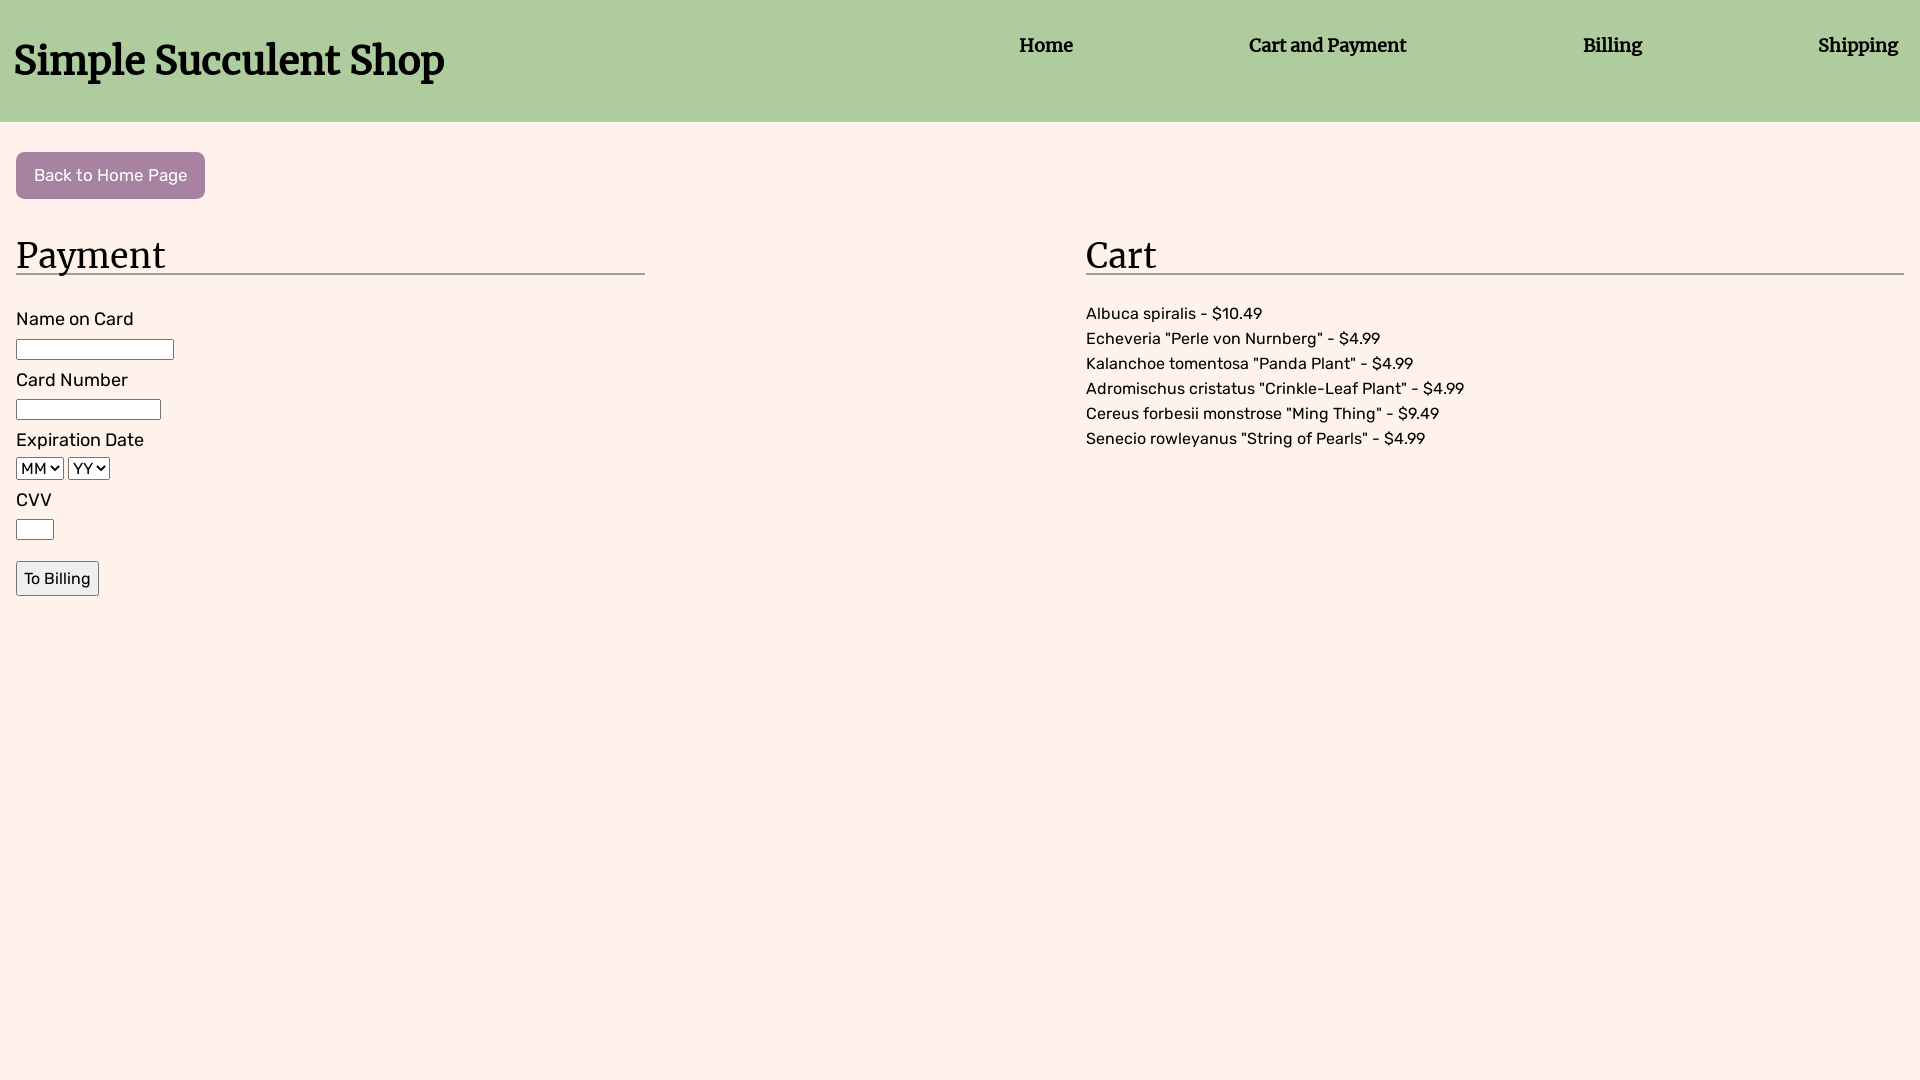 Simple Succulent Shop
Home
Cart and Payment
Billing
Shipping
Back to Home Page
Payment
Name on Card
Card Number
Expiration Date
MM YY
CVV
To Billing
Cart
Albuca spiralis - $10.49
Echeveria "Perle von Nurnberg" - $4.99
Kalanchoe tomentosa "Panda Plant" - $4.99
Adromischus cristatus "Crinkle-Leaf Plant" - $4.99
Cereus forbesii monstrose "Ming Thing" - $9.49
Senecio rowleyanus "String of Pearls" - $4.99